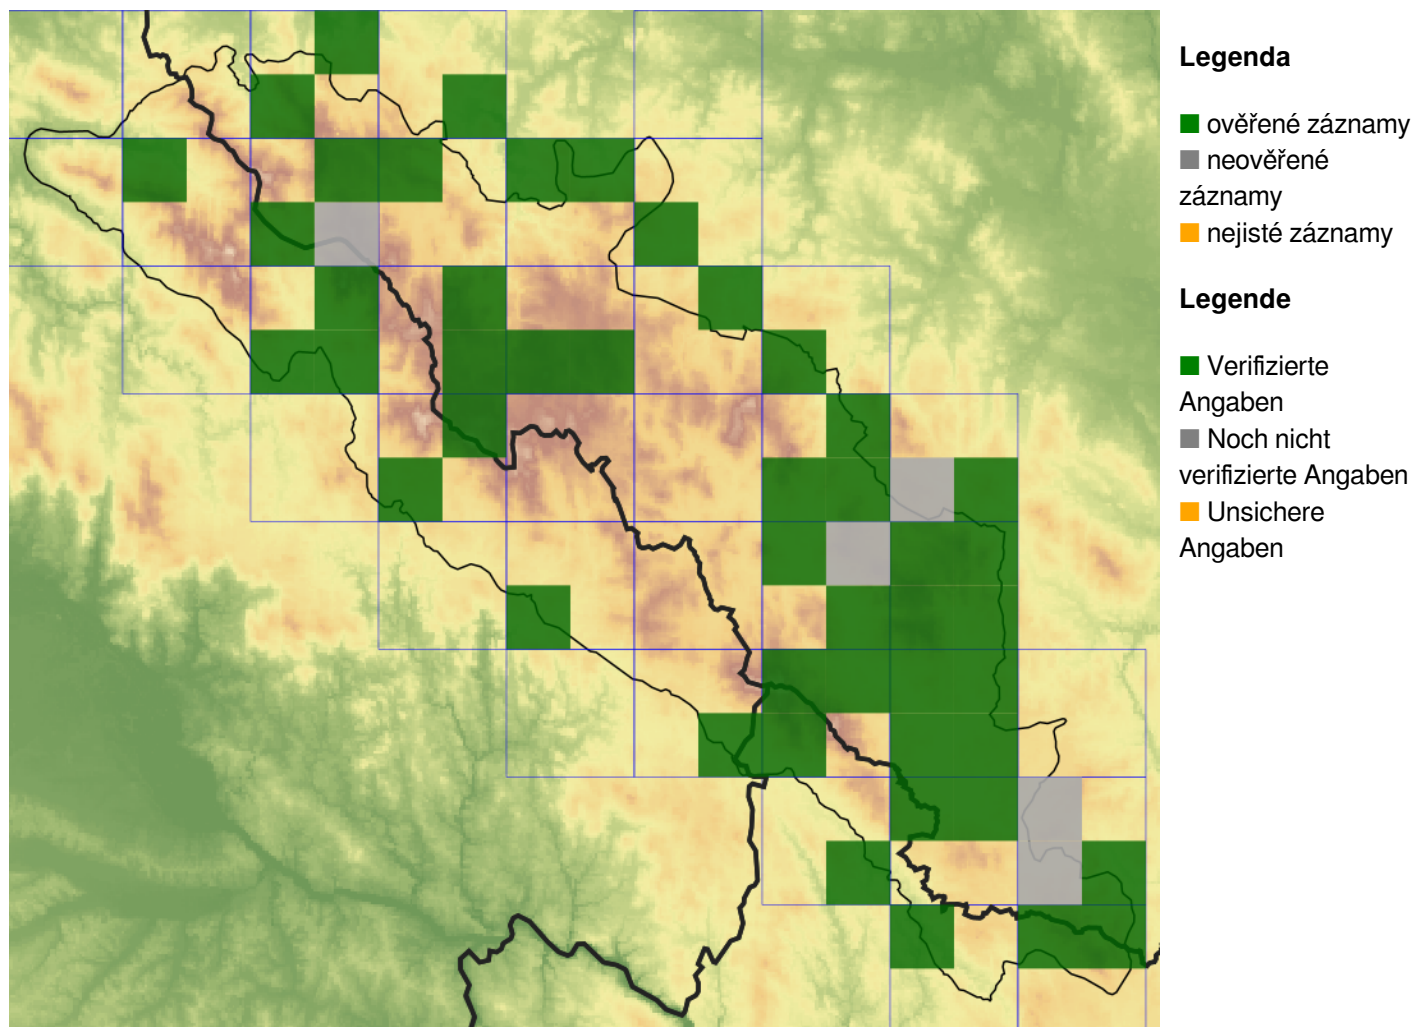 Legenda
ověřené záznamy
neověřené
záznamy
nejisté záznamy
Legende
Verifizierte
Angaben
Noch nicht
verifizierte Angaben
Unsichere
Angaben